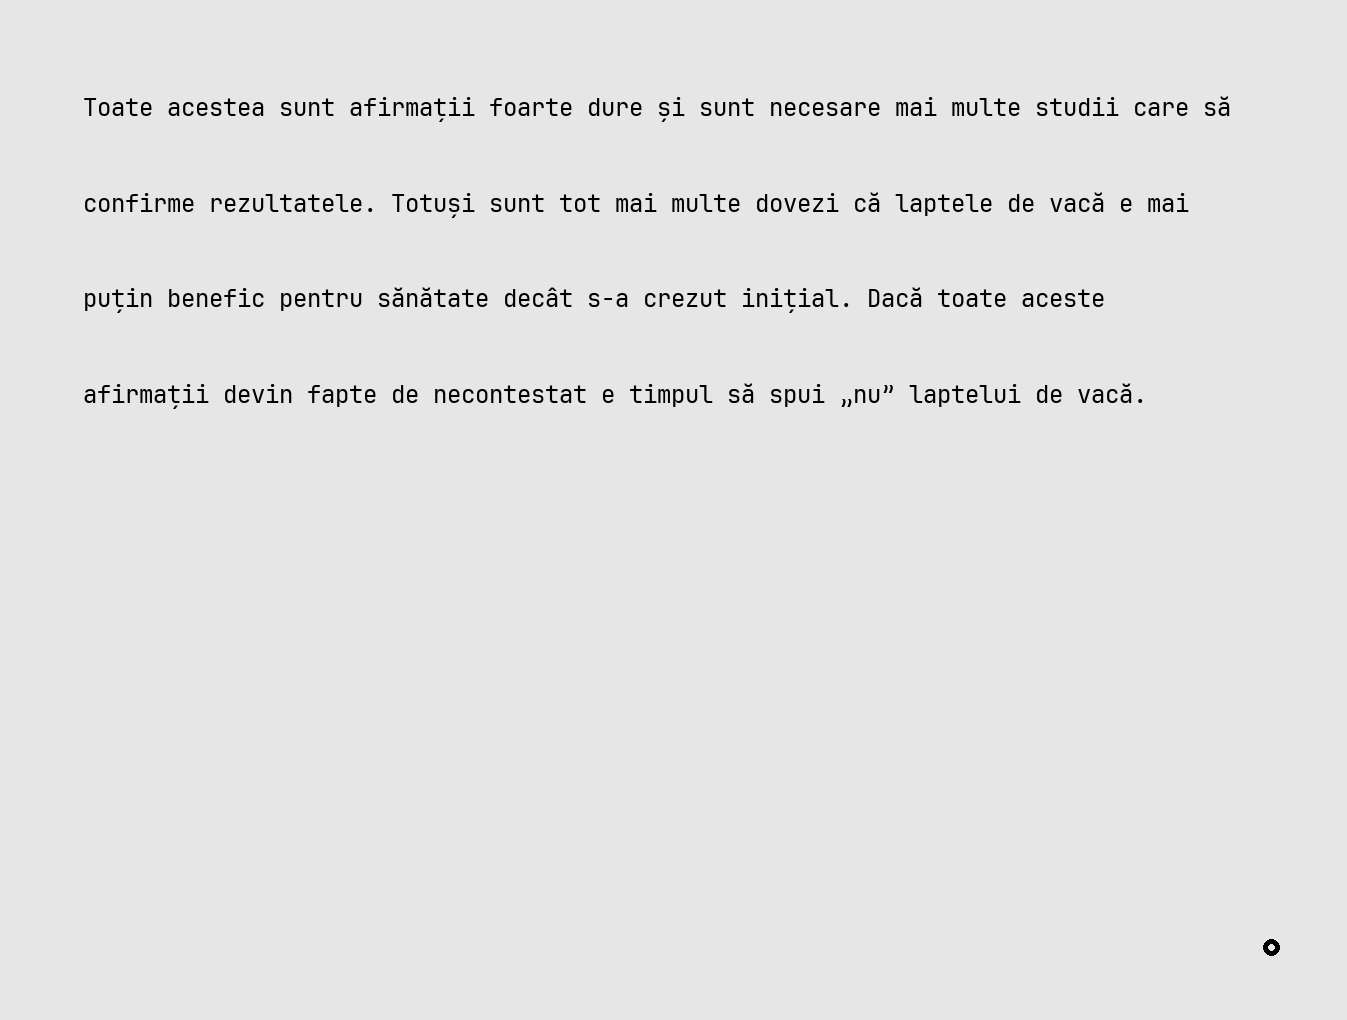 Toate acestea sunt afirmații foarte dure și sunt necesare mai multe studii care să
confirme rezultatele. Totuși sunt tot mai multe dovezi că laptele de vacă e mai
puțin benefic pentru sănătate decât s-a crezut inițial. Dacă toate aceste
afirmații devin fapte de necontestat e timpul să spui „nu” laptelui de vacă.